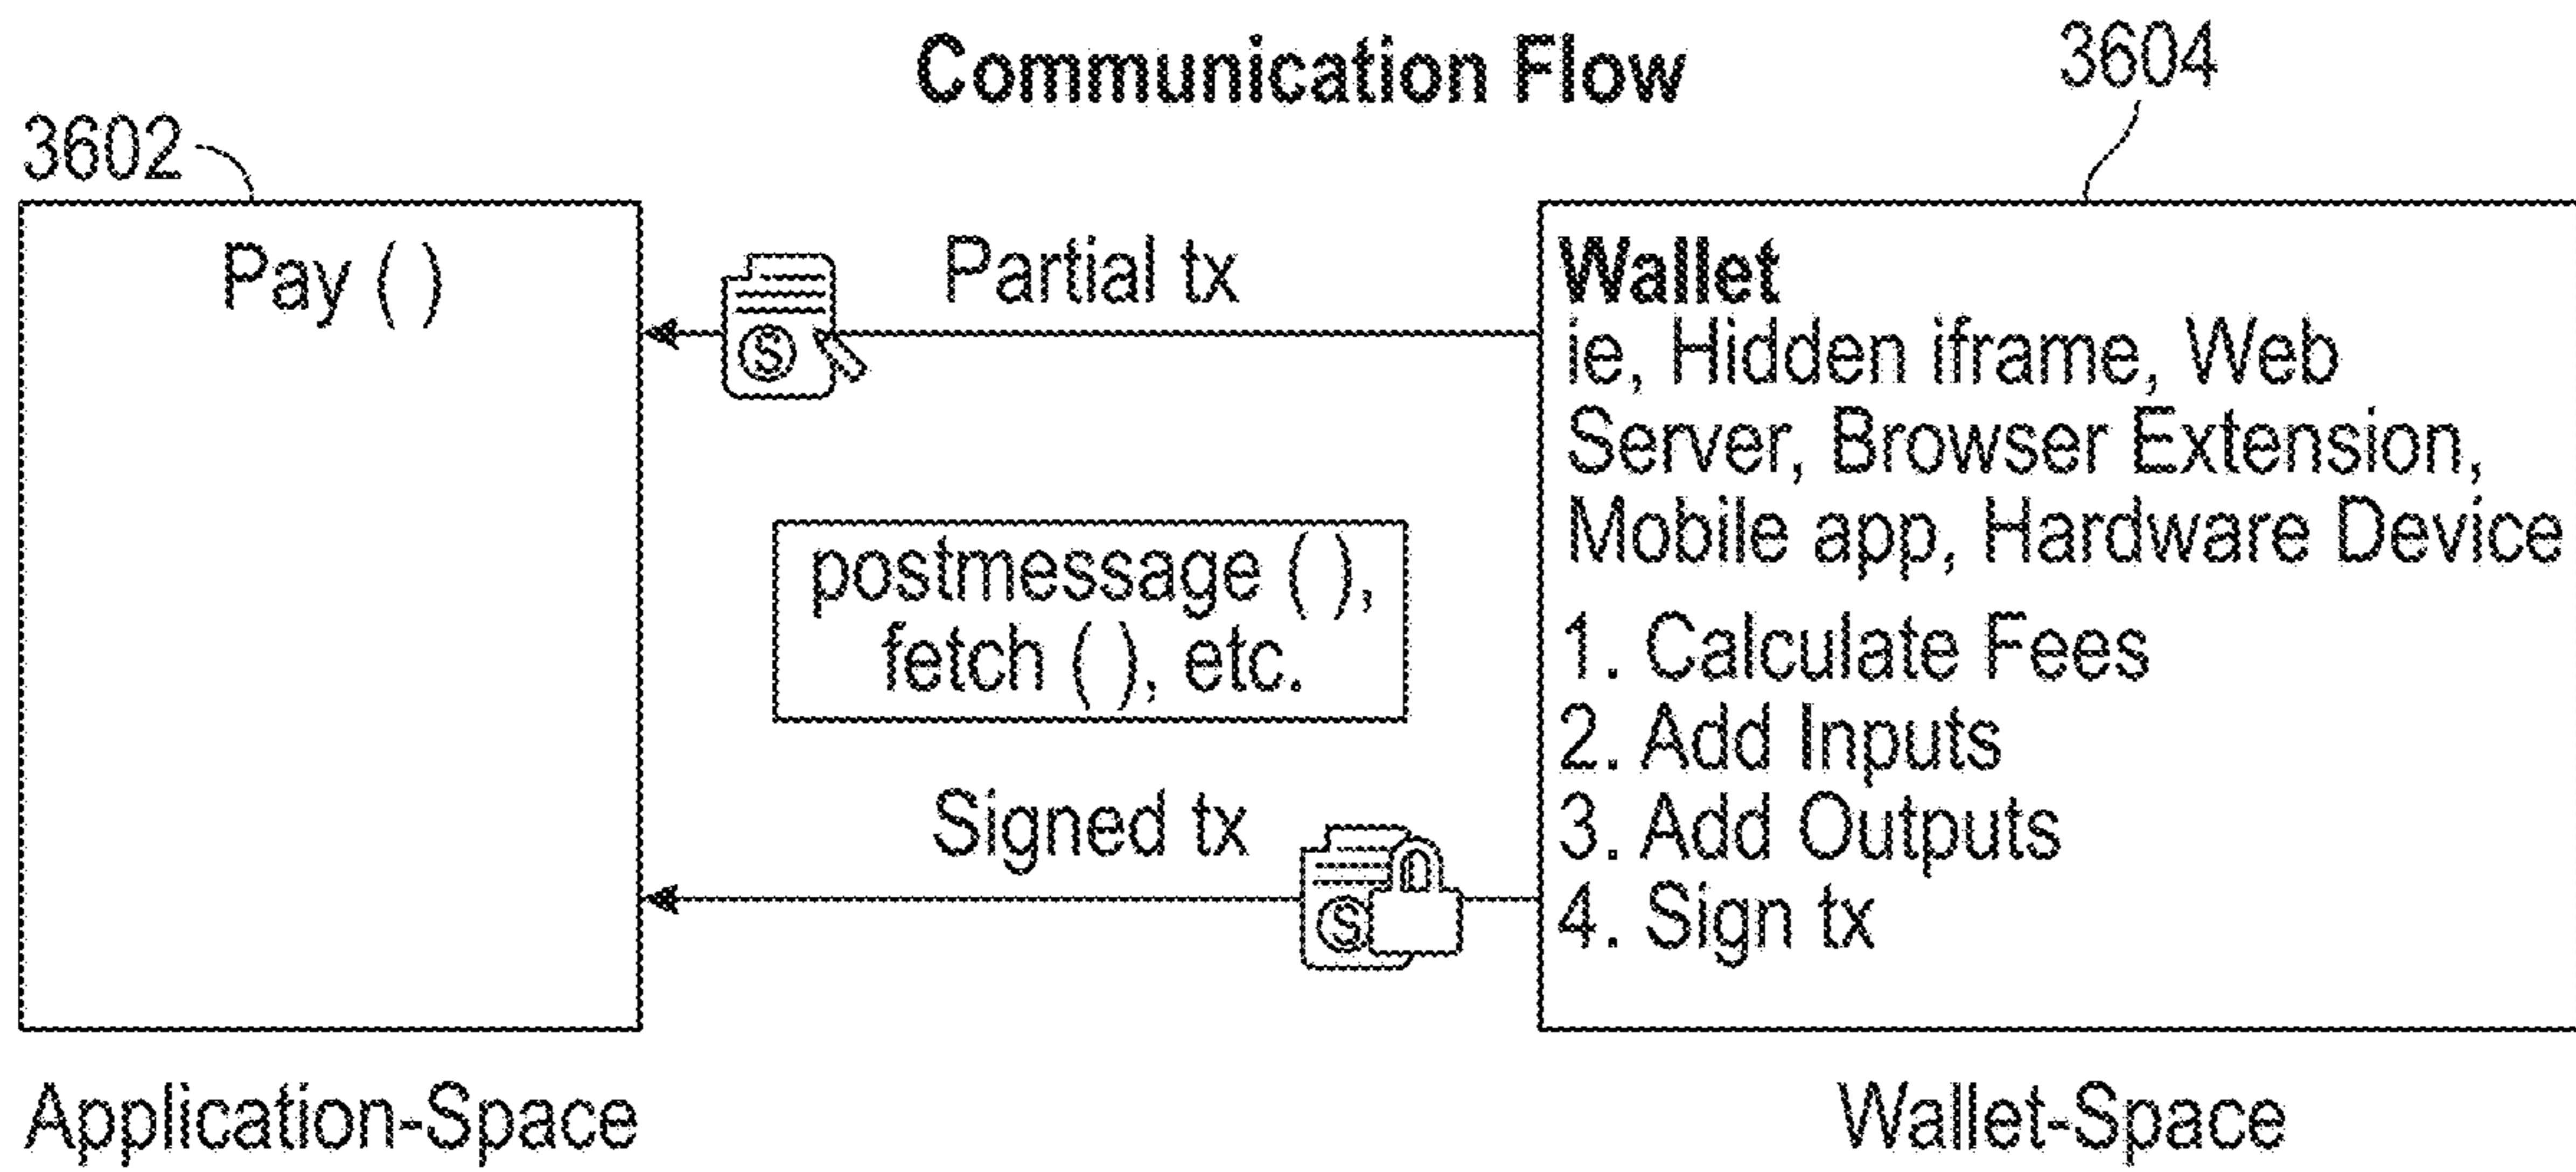 Communication Flow
3602
3604
Pay ( )
Partial tx
postmessage ( ),
fetch ( ), etc.
Signed tx
Wallet
ie, Hidden iframe, Web
Server, Browser Extension,
Mobile app, Hardware Device
1. Calculate Fees
2. Add Inputs
3. Add Outputs
4. Sign tx
Application-Space
Wallet-Space